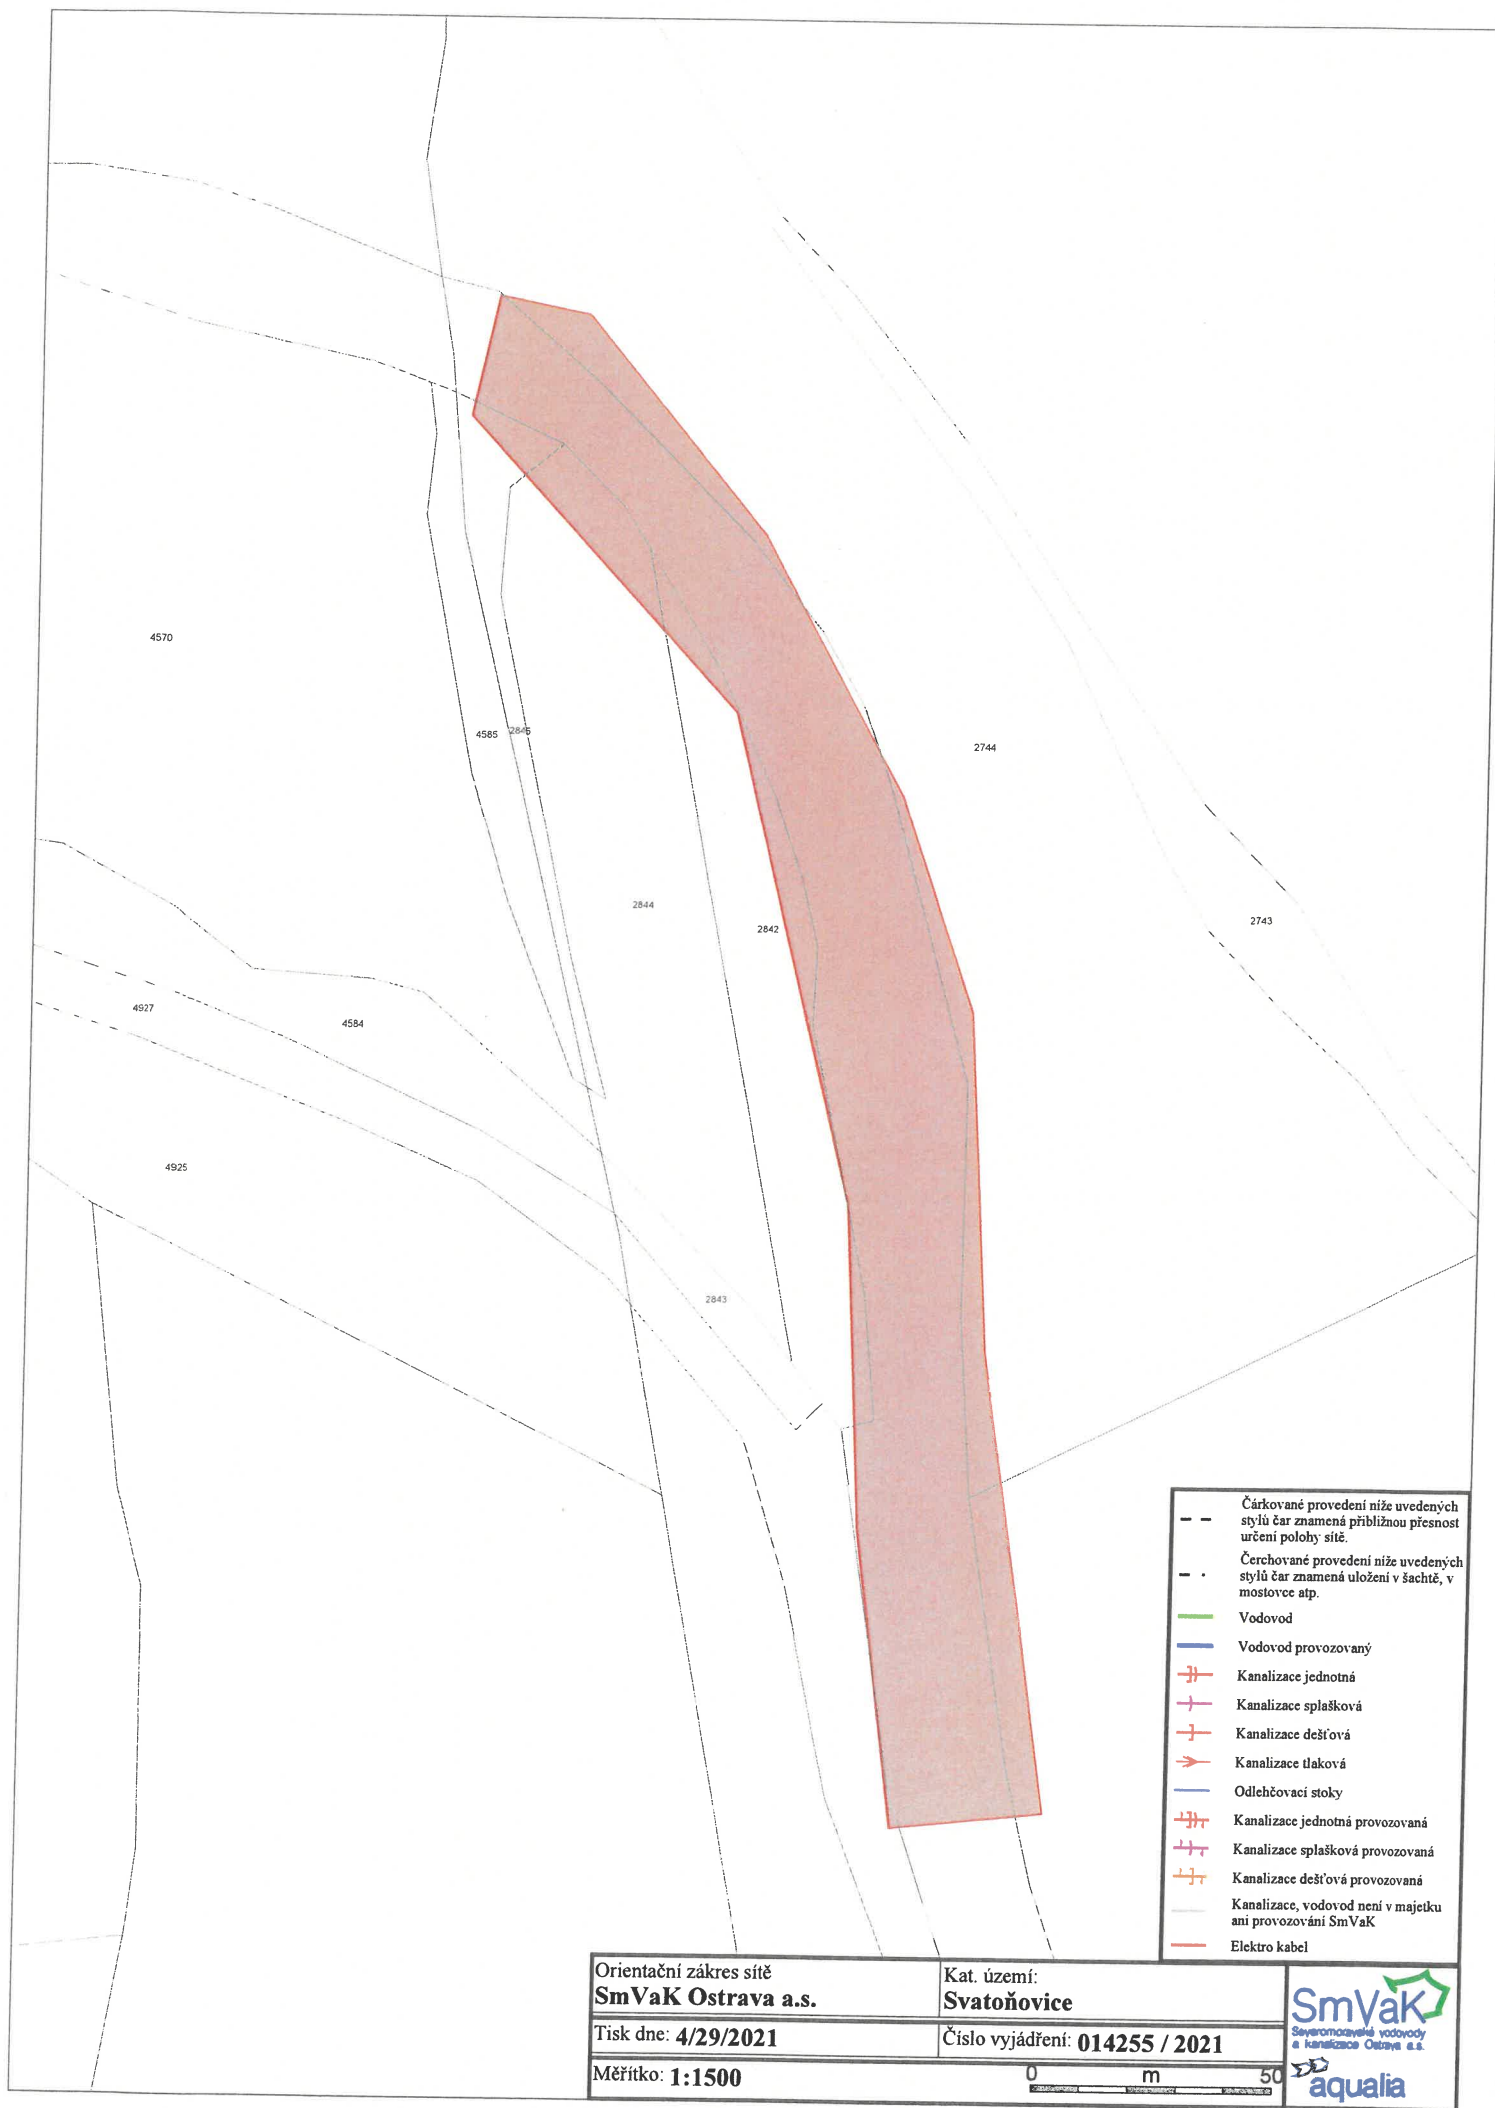 4570
4585
2845
2744
2844
2842
2743
4927
4584
4925
2843
Čárkované provedení níže uvedených
stylů čar znamená přibližnou přesnost
určení polohy sítě.
Čerchované provedení níže uvedených
stylů čar znamená uložení v šachtě, v
mostovce atp.
Vodovod
Vodovod provozovaný
Kanalizace jednotná
Kanalizace splašková
Kanalizace dešťová
Kanalizace tlaková
Odlehčovací stoky
Kanalizace jednotná provozovaná
Kanalizace splašková provozovaná
Kanalizace dešťová provozovaná
Kanalizace, vodovod není v majetku
ani provozování SmVaK
Elektro kabel
Orientační zákres sítě
SmVaK Ostrava a.s.
Kat. území:
Svatoňovice
Tisk dne: 4/29/2021
Číslo vyjádření: 014255 / 2021
Měřítko: 1:1500
0 m 50
SmVaK
Severomoravské vodovody
a kanalizace Ostrava a.s.
aqualia